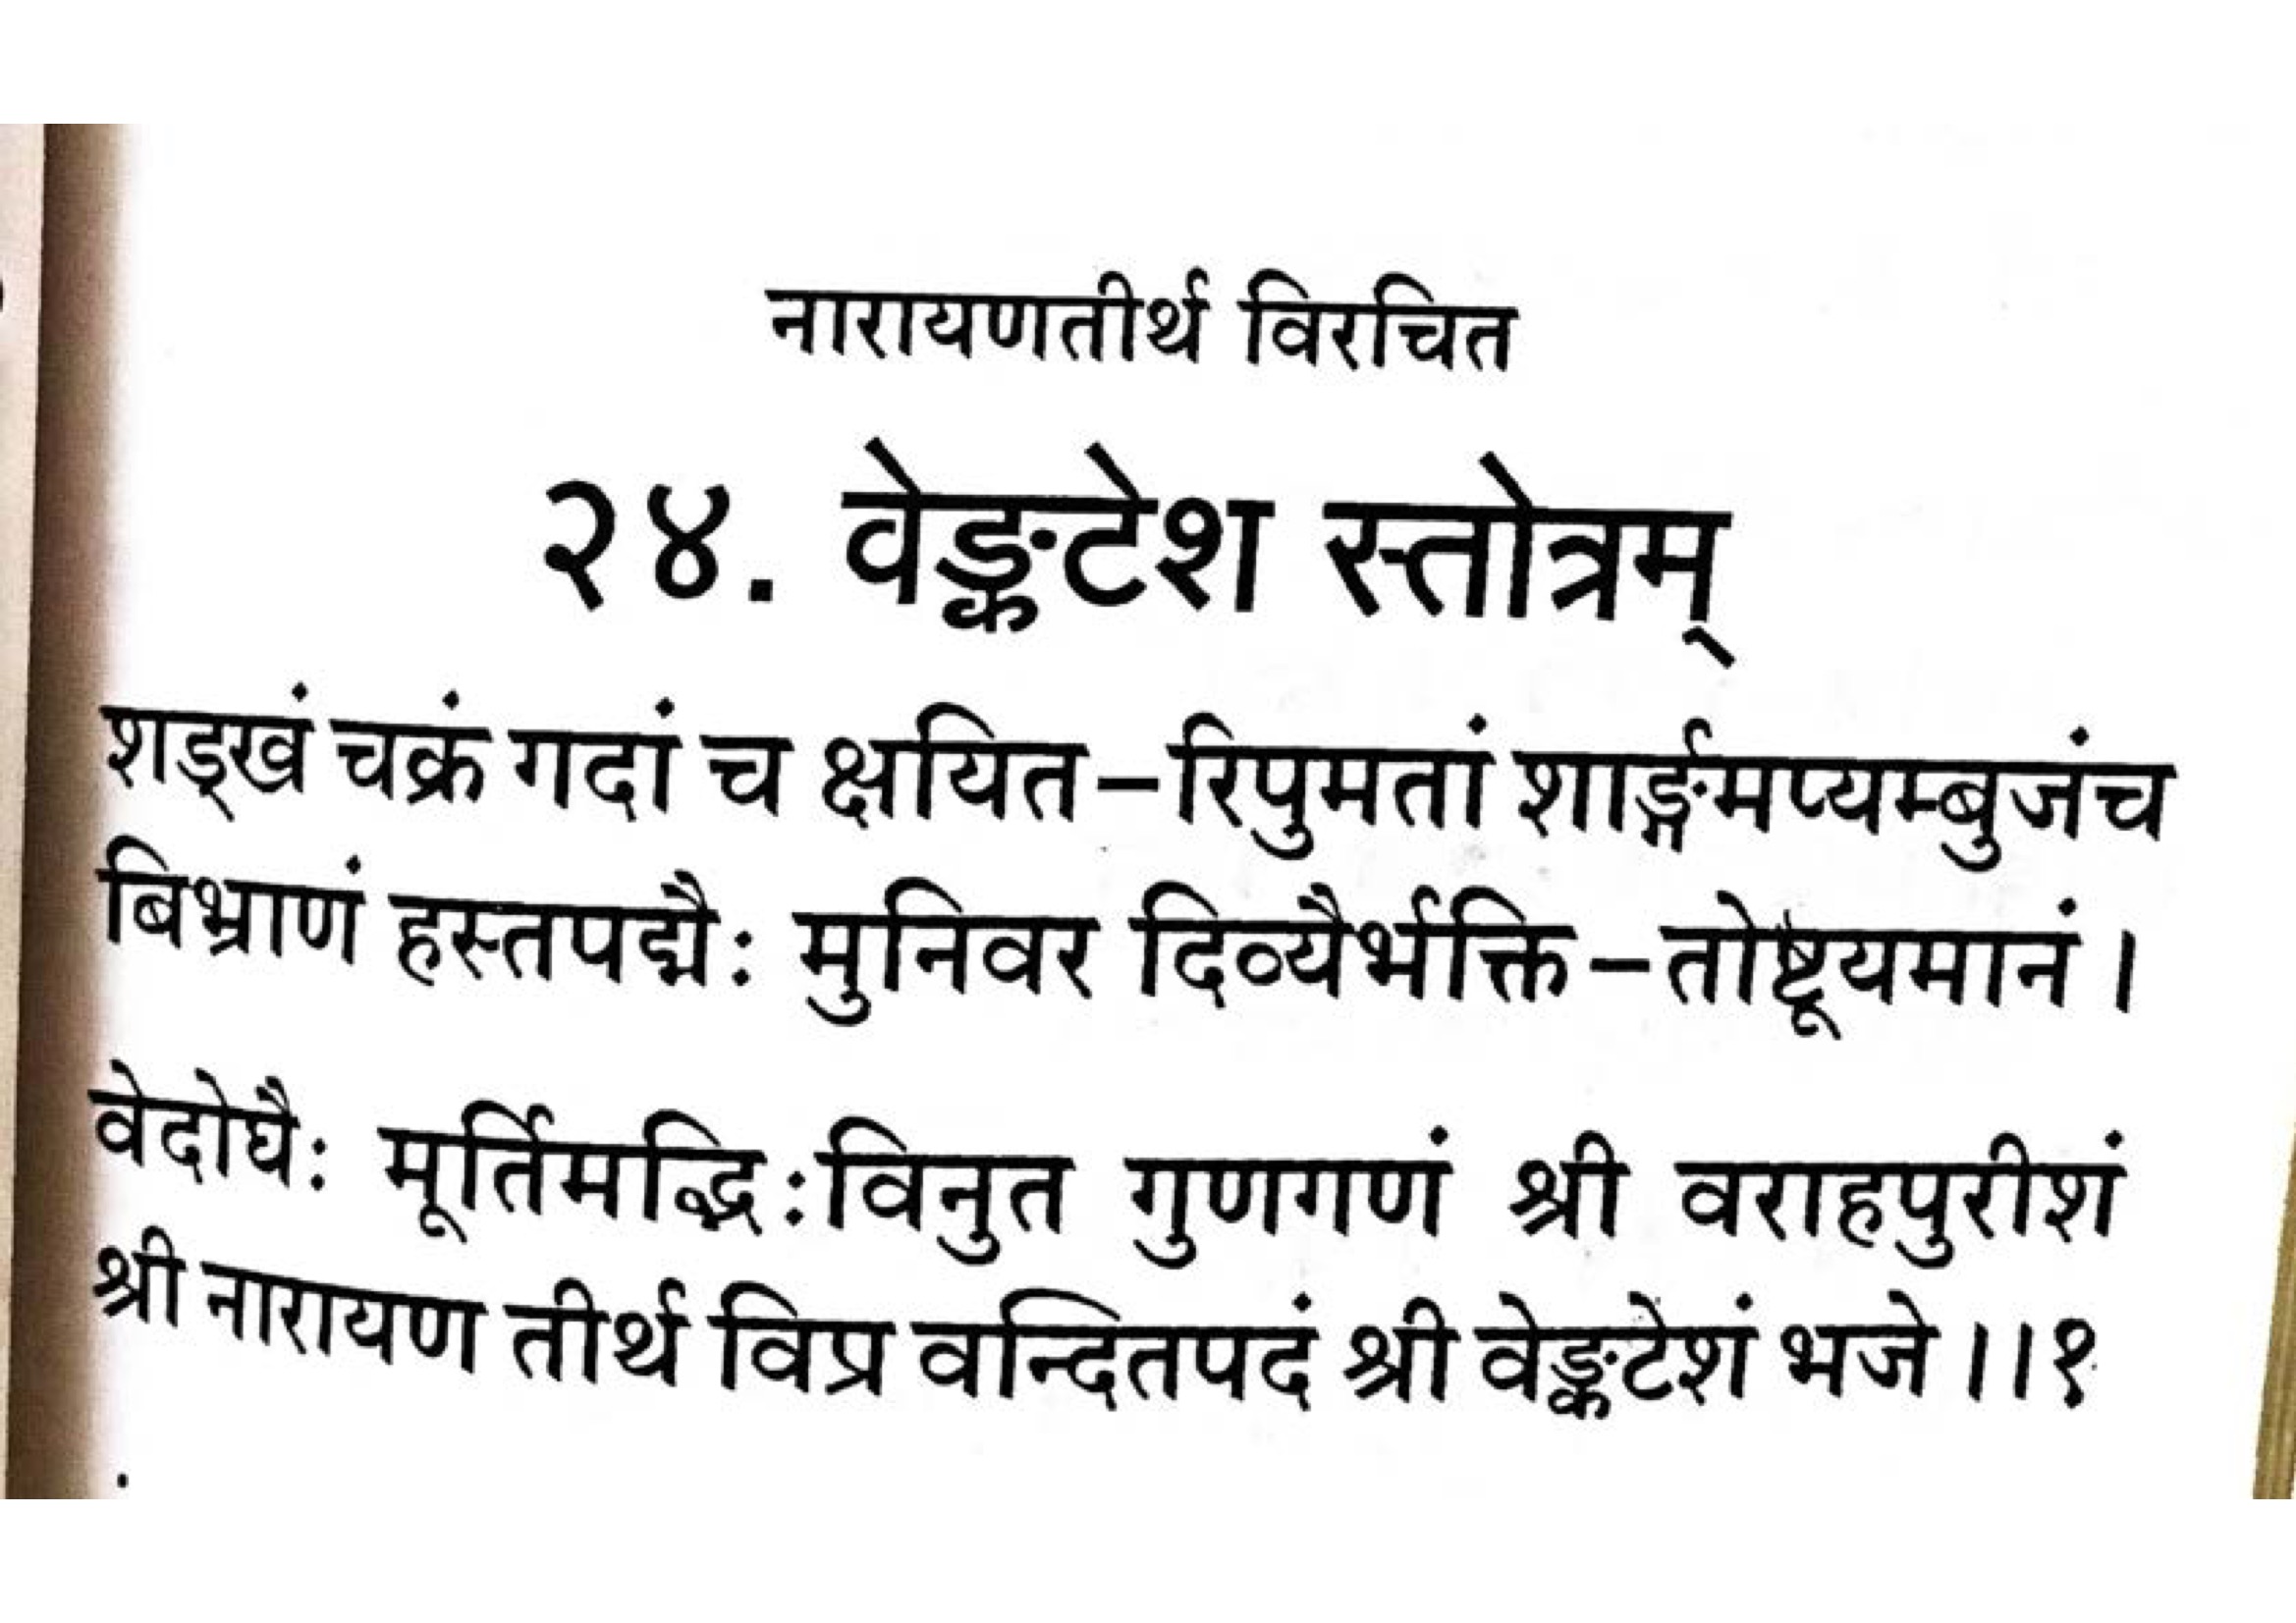 नारायणतीर्थ विरचित
२४. वेङ्कटेश स्तोत्रम्
शड्खं चक्रं गदां च क्षयित-रिपुमतां शार्ङ्गमप्यम्बुजंच
बिभ्राणं हस्तपद्मैः मुनिवर दिव्यैर्भक्ति-तोष्टूयमानं।
वेदोघैः मूर्तिमद्भिःविनुत गुणगणं श्री वराहपुरीशं
श्री नारायण तीर्थ विप्र वन्दितपदं श्री वेङ्कटेशं भजे।।१